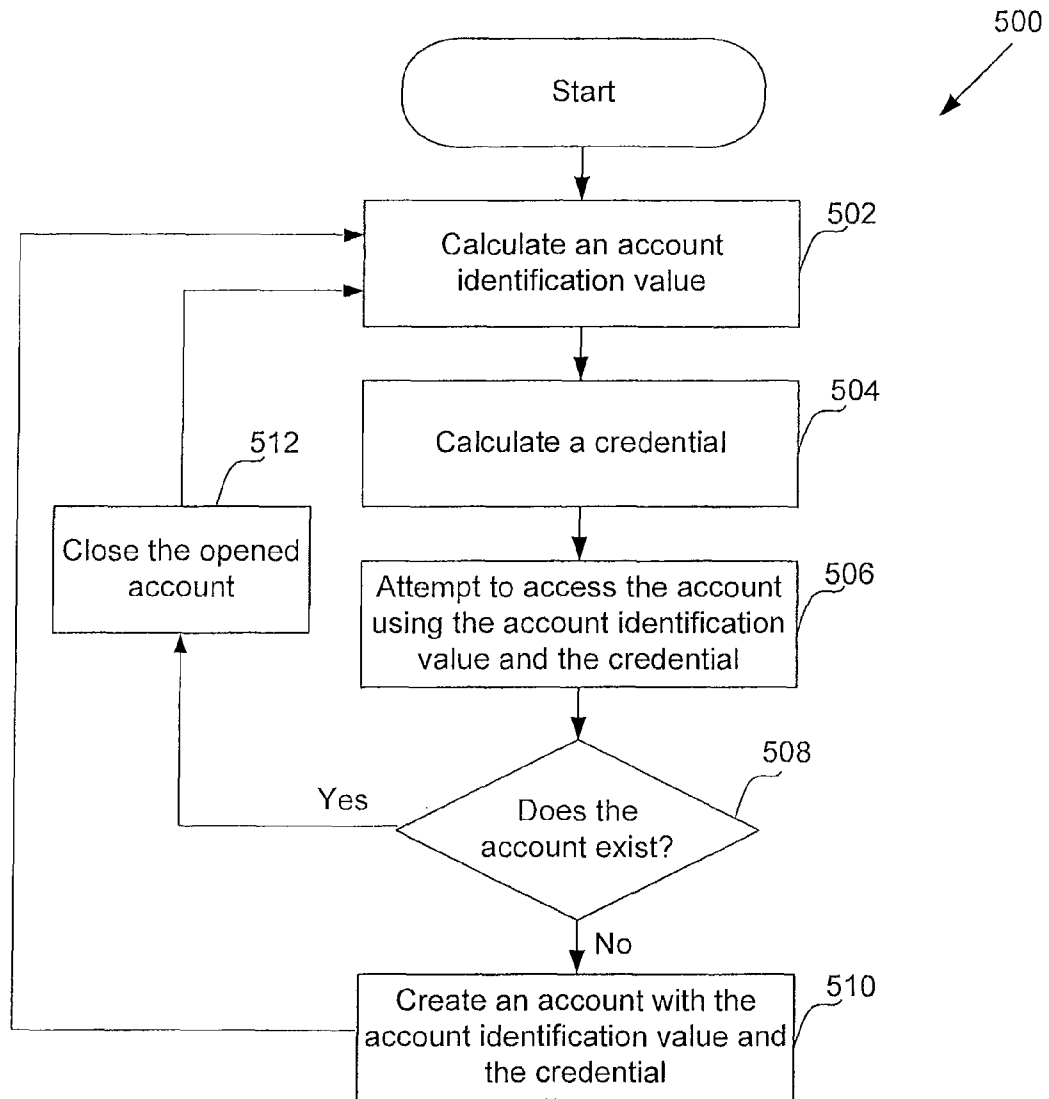 500
Start
502
Calculate an account
identification value
504
Calculate a credential
512
Close the opened
account
506
Attempt to access the account
using the account identification
value and the credential
508
Yes
Does the
account exist?
No
510
Create an account with the
account identification value and
the credential